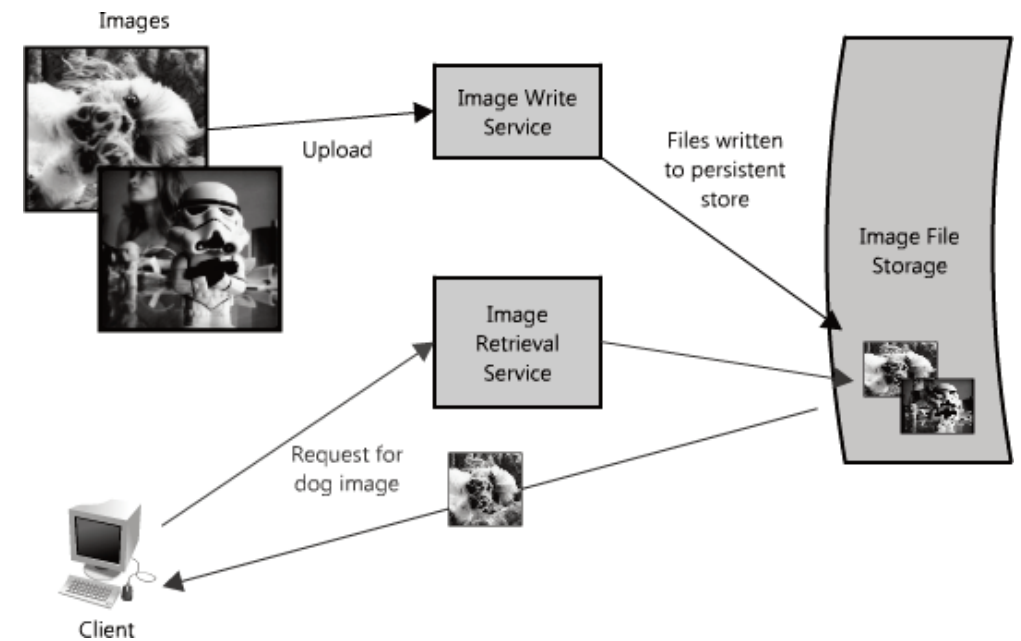 Images
Upload
Image Write
Service
Files written
to persistent
store
Image File
Storage
Image
Retrieval
Service
Request for
dog image
Client